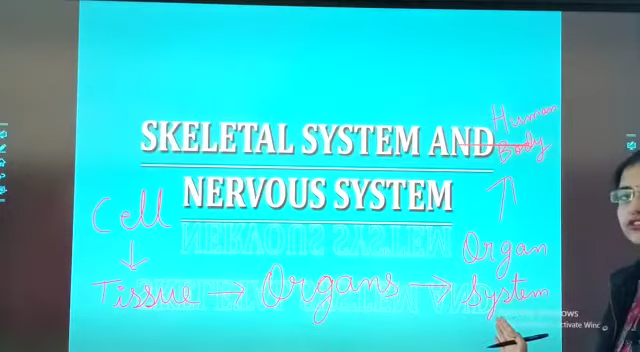 SKELETAL SYSTEM AND
NERVOUS SYSTEM
Human
Body
Cell
↓
Tissue → Organs → Organ
System